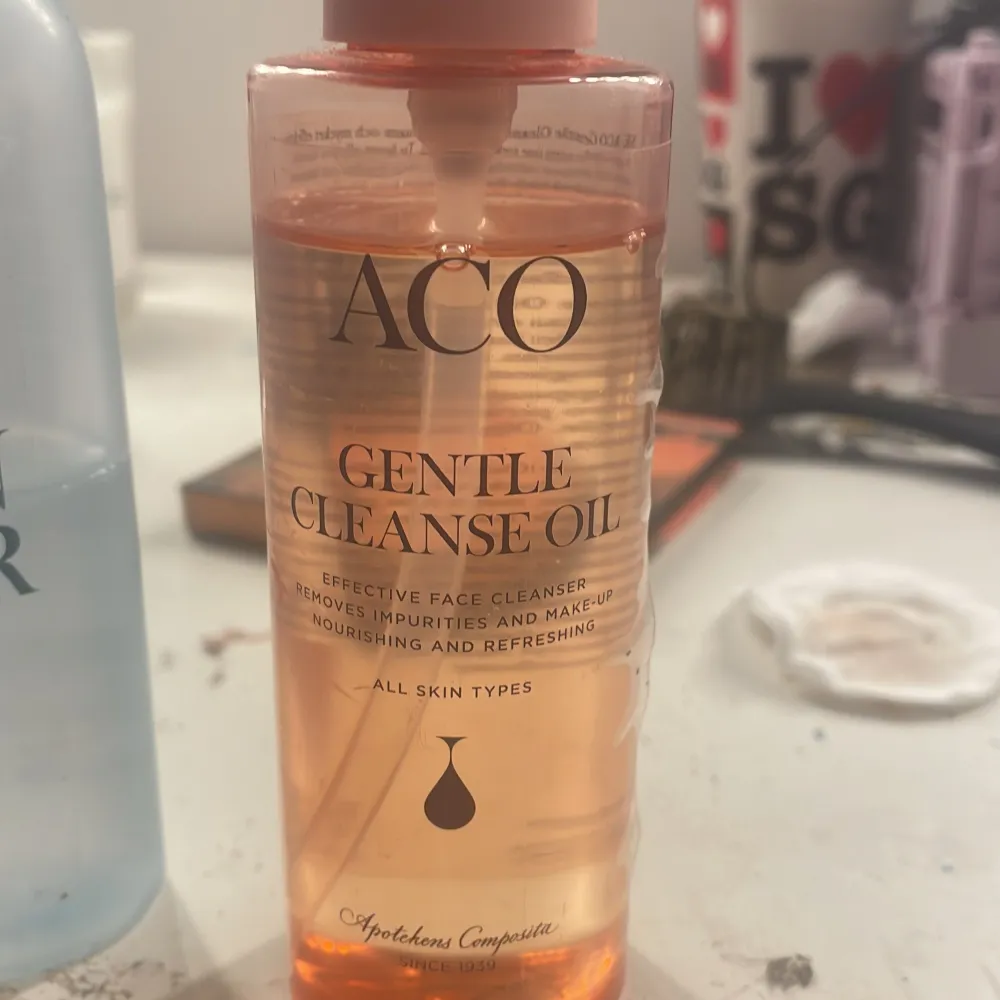 ACO
GENTLE
CLEANSE OIL
EFFECTIVE FACE CLEANSER
REMOVES IMPURITIES AND MAKE-UP
NOURISHING AND REFRESHING
ALL SKIN TYPES
Apotekens Composita
SINCE 1939
N
R
I
SG